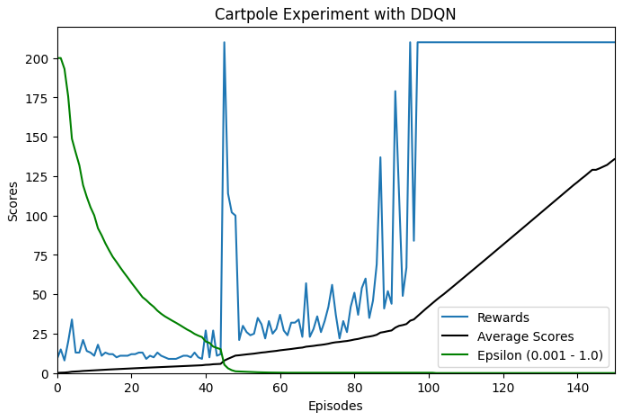 Cartpole Experiment with DDQN
Scores
200
175
150
125
100
75
50
25
0
Rewards
Average Scores
Epsilon (0.001 - 1.0)
0 20 40 60 80 100 120 140
Episodes